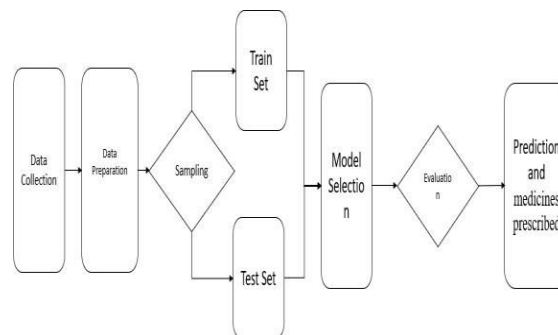 Data
Collection
Data
Preparation
Sampling
Train
Set
Test Set
Model
Selectio
n
Evaluatio
n
Prediction
and
medicines
prescribed